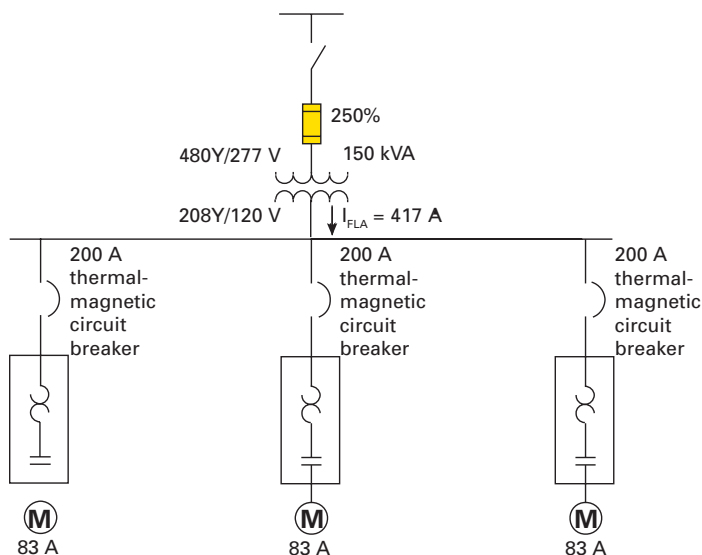 250%
480Y/277 V
150 kVA
208Y/120 V
I_FLA = 417 A
200 A
thermal-
magnetic
circuit
breaker
200 A
thermal-
magnetic
circuit
breaker
200 A
thermal-
magnetic
circuit
breaker
M
M
M
83 A
83 A
83 A